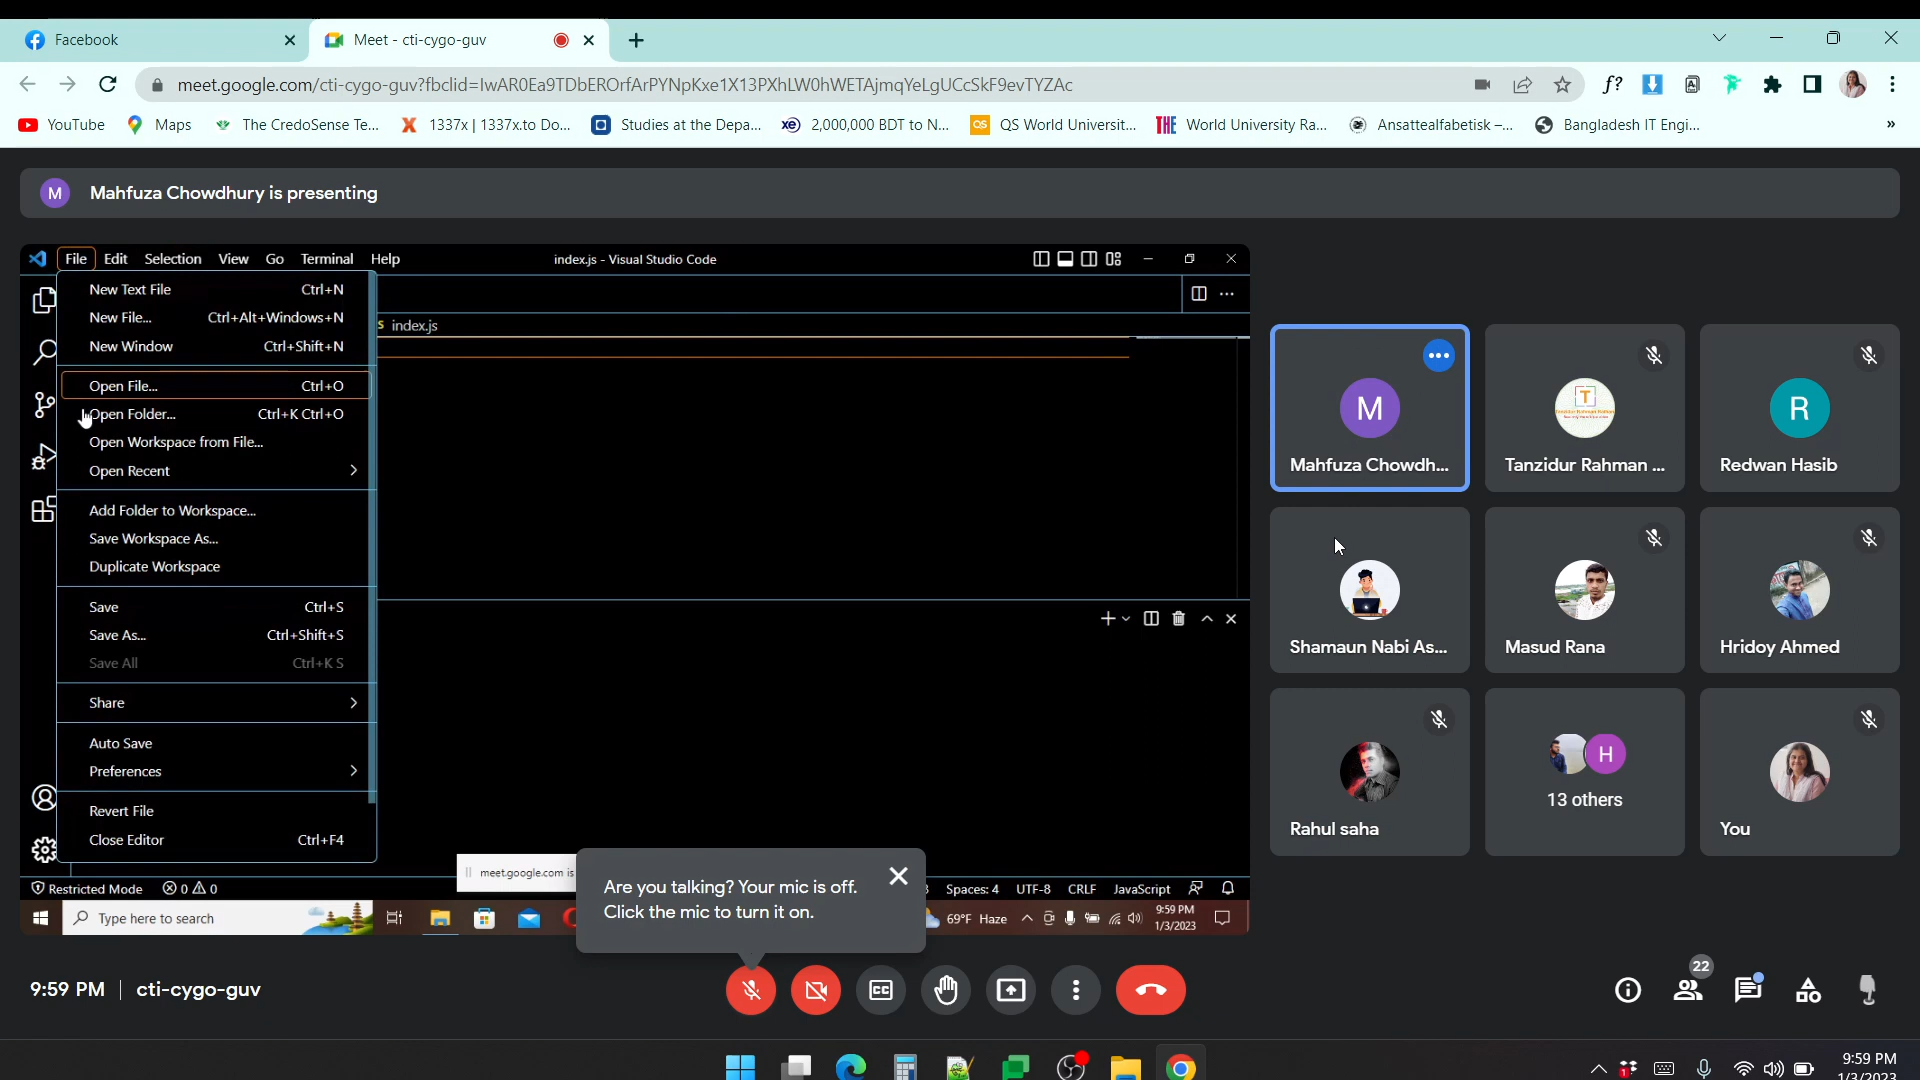 Facebook
Meet - cti-cygo-guv
meet.google.com/cti-cygo-guv?fbclid=IwAR0Ea9TDbEROrfArPYNpKxe1X13PXhLW0hWETAjmqYeLgUCcSkF9evTYZAc
f?
YouTube
Maps
The CredoSense Te...
1337x | 1337x.to Do...
Studies at the Depa...
xe 2,000,000 BDT to N...
QS QS World Universit...
THE World University Ra...
Ansattealfabetisk –...
Bangladesh IT Engi...
»
M Mahfuza Chowdhury is presenting
File Edit Selection View Go Terminal Help
index.js - Visual Studio Code
New Text File Ctrl+N
New File... Ctrl+Alt+Windows+N
New Window Ctrl+Shift+N
Open File... Ctrl+O
Open Folder... Ctrl+K Ctrl+O
Open Workspace from File...
Open Recent
Add Folder to Workspace...
Save Workspace As...
Duplicate Workspace
Save Ctrl+S
Save As... Ctrl+Shift+S
Save All Ctrl+K S
Share
Auto Save
Preferences
Revert File
Close Editor Ctrl+F4
index.js
meet.google.com is
Restricted Mode 0 0
Spaces: 4 UTF-8 CRLF JavaScript
Type here to search
69°F Haze
9:59 PM
1/3/2023
Are you talking? Your mic is off.
Click the mic to turn it on.
M
Mahfuza Chowdh...
T
Tanzidur Rahman ...
R
Redwan Hasib
Shamaun Nabi As...
Masud Rana
Hridoy Ahmed
Rahul saha
H
13 others
You
9:59 PM | cti-cygo-guv
CC
22
9:59 PM
1/3/2023